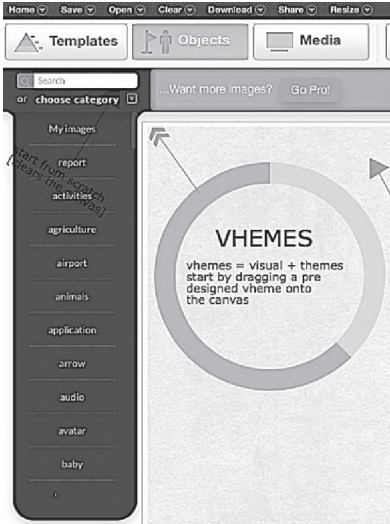 Home Save Open Clear Download Share Resize
Templates Objects Media
Search
...Want more images? Go Pro!
or choose category
My images
start from scratch
[clears the canvas]
report
activities
agriculture
airport
animals
application
arrow
audio
avatar
baby
VHEMES
vhemes = visual + themes
start by dragging a pre
designed vheme onto
the canvas